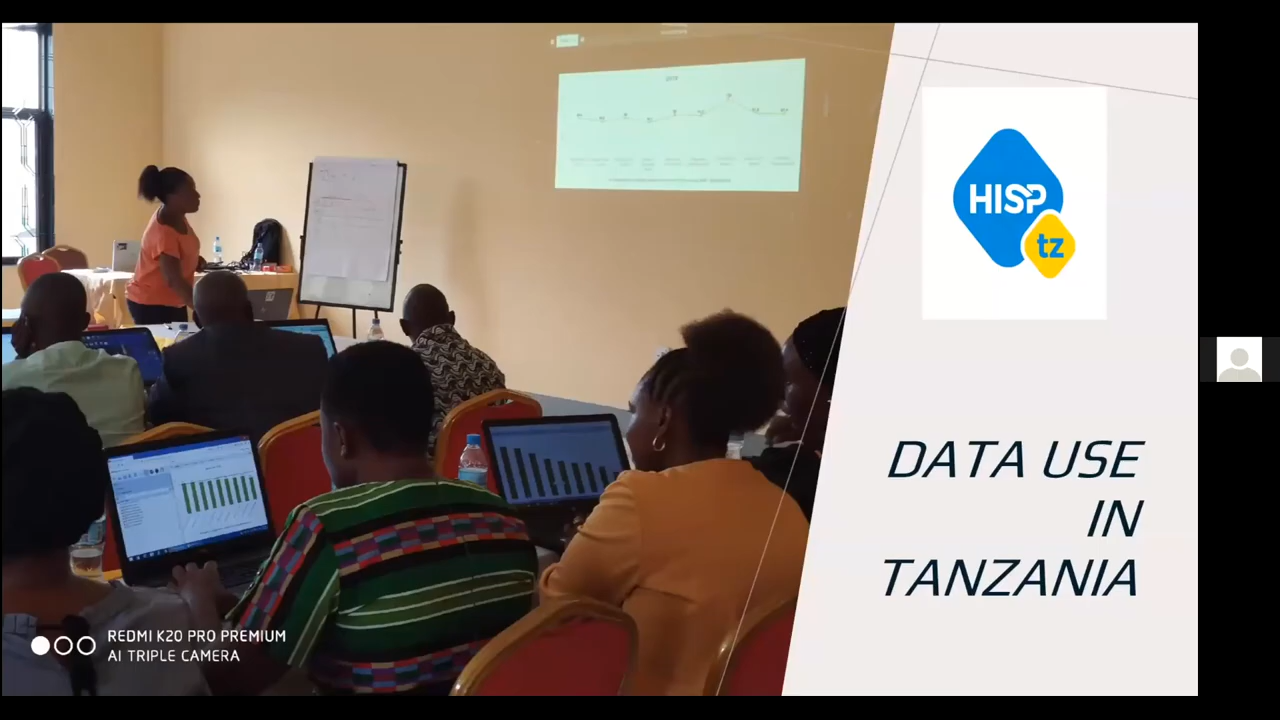 HISP
tz
DATA USE
IN
TANZANIA
REDMI K20 PRO PREMIUM
AI TRIPLE CAMERA